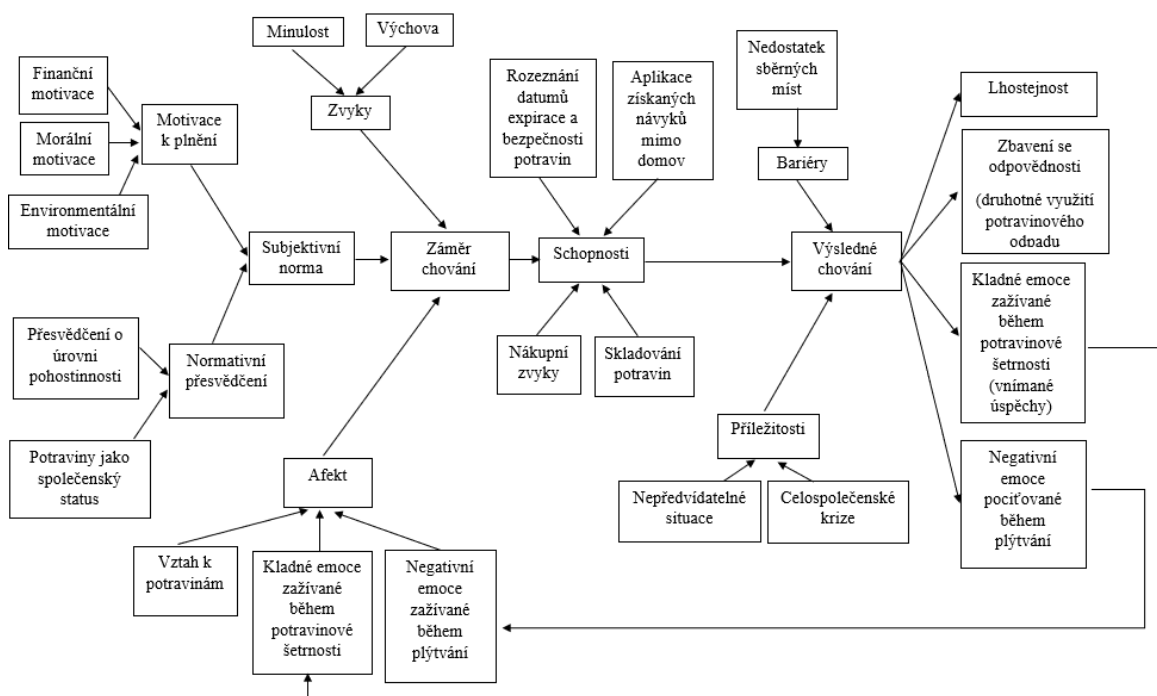 Minulost
Výchova
Zvyky
Finanční
motivace
Morální
motivace
Environmentální
motivace
Motivace
k plnění
Rozeznání
datumů
expirace a
bezpečnosti
potravin
Aplikace
získaných
návyků
mimo
domov
Nedostatek
sběrných
míst
Bariéry
Lhostejnost
Zbavení se
odpovědnosti
(druhotné využití
potravinového
odpadu
Subjektivní
norma
Záměr
chování
Schopnosti
Výsledné
chování
Kladné emoce
zažívané
během
potravinové
šetrnosti
(vnímané
úspěchy)
Přesvědčení o
úrovni
pohostinnosti
Normativní
přesvědčení
Potraviny jako
společenský
status
Nákupní
zvyky
Skladování
potravin
Příležitosti
Nepředvídatelné
situace
Celospolečenské
krize
Negativní
emoce
pociťované
během
plýtvání
Afekt
Vztah k
potravinám
Kladné emoce
zažívané
během
potravinové
šetrnosti
Negativní
emoce
zažívané
během
plýtvání